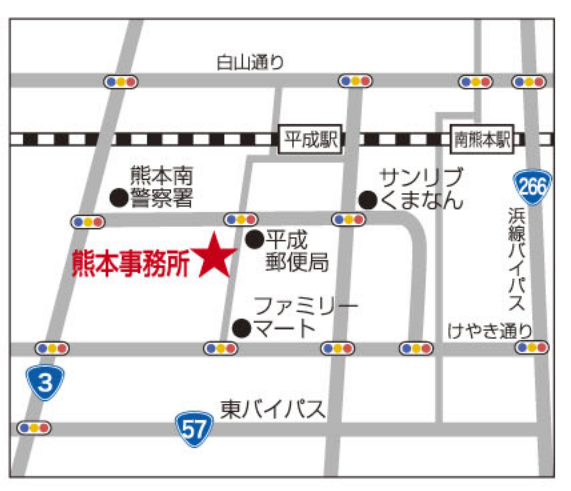 白山通り
平成駅
南熊本駅
熊本南
警察署
サンリブ
くまなん
266
浜線バイパス
熊本事務所
平成
郵便局
ファミリー
マート
けやき通り
3
東バイパス
57